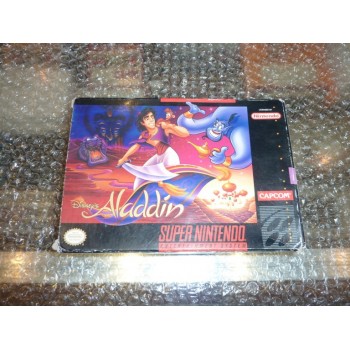 Nintendo
Disney's
Aladdin
CAPCOM
SUPER NINTENDO
ENTERTAINMENT SYSTEM